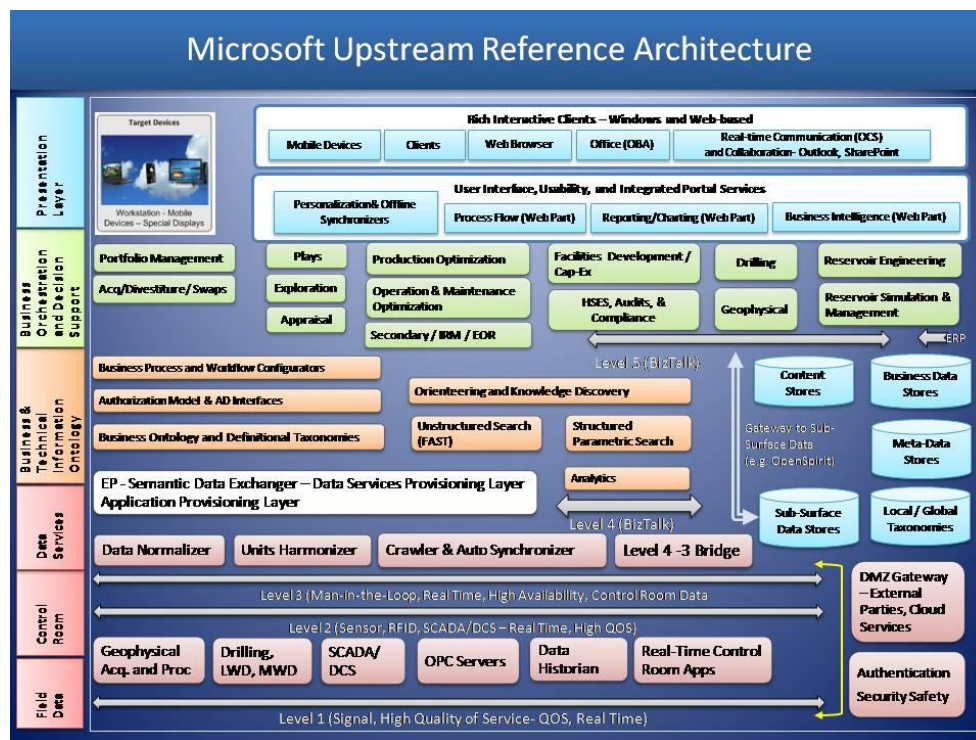 Microsoft Upstream Reference Architecture
Presentation
Layer
Target Devices
Workstation - Mobile
Devices – Special Displays
Rich Interactive Clients – Windows and Web-based
Mobile Devices
Clients
Web Browser
Office (OBA)
Real-time Communication (OCS)
and Collaboration- Outlook, SharePoint
User Interface, Usability, and Integrated Portal Services
Personalization& Offline
Synchronizers
Process Flow (Web Part)
Reporting/Charting (Web Part)
Business Intelligence (Web Part)
Business
Orchestration
and Decision
Support
Portfolio Management
Acq/Divestiture/ Swaps
Plays
Exploration
Appraisal
Production Optimization
Operation & Maintenance
Optimization
Secondary / IRM / EOR
Facilities Development /
Cap-Ex
HSES, Audits, &
Compliance
Drilling
Geophysical
Reservoir Engineering
Reservoir Simulation &
Management
ERP
Level 5 (BizTalk)
Business &
Technical
Information
Ontology
Business Process and Workflow Configurators
Authorization Model & AD Interfaces
Business Ontology and Definitional Taxonomies
Orienteering and Knowledge Discovery
Unstructured Search
(FAST)
Structured
Parametric Search
Analytics
Gateway to Sub-
Surface Data
(e.g. OpenSpirit)
Content
Stores
Business Data
Stores
Meta-Data
Stores
Sub-Surface
Data Stores
Local / Global
Taxonomies
EP - Semantic Data Exchanger – Data Services Provisioning Layer
Application Provisioning Layer
Level 4 (BizTalk)
Data
Services
Data Normalizer
Units Harmonizer
Crawler & Auto Synchronizer
Level 4 -3 Bridge
Level 3 (Man-in-the-Loop, Real Time, High Availability, Control Room Data
Control
Room
Level 2 (Sensor, RFID, SCADA/DCS – Real Time, High QOS)
Geophysical
Acq. and Proc
Drilling,
LWD, MWD
SCADA/
DCS
OPC Servers
Data
Historian
Real-Time Control
Room Apps
DMZ Gateway
– External
Parties, Cloud
Services
Authentication
Security Safety
Field
Data
Level 1 (Signal, High Quality of Service- QOS, Real Time)